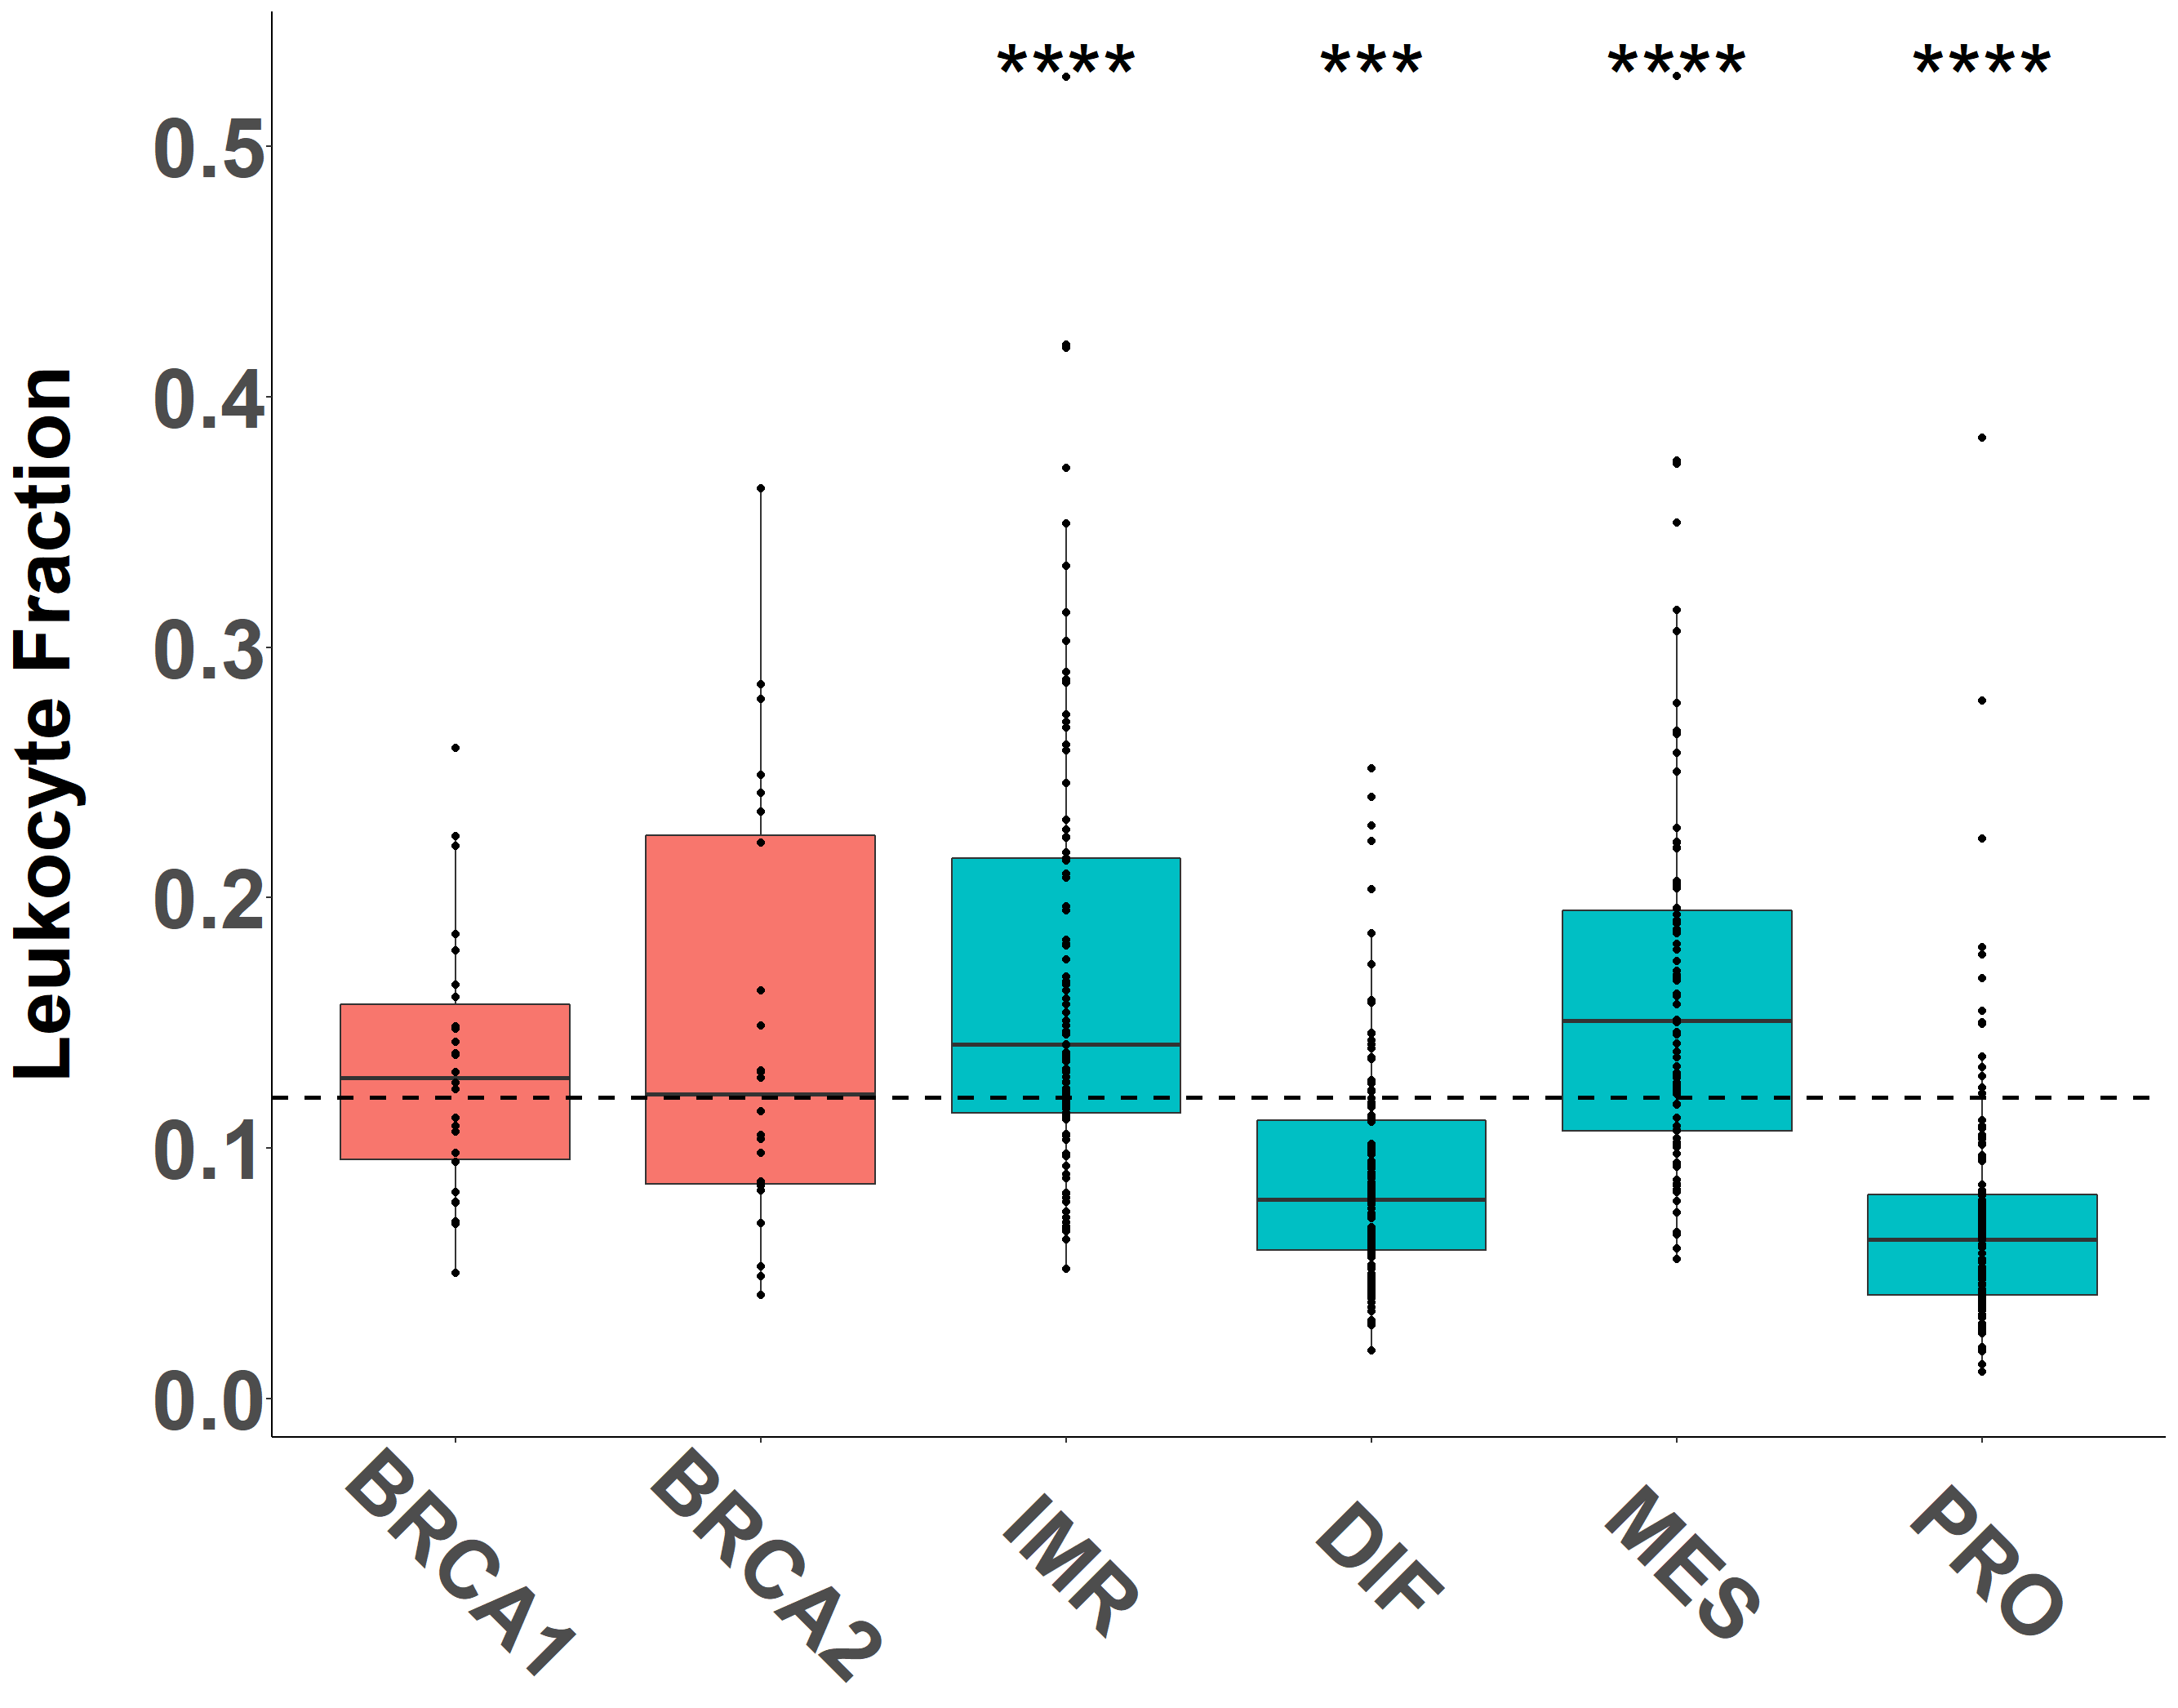 **** *** **** ****
Leukocyte Fraction
0.5
0.4
0.3
0.2
0.1
0.0
BRCA1 BRCA2 IMR DIF MES PRO